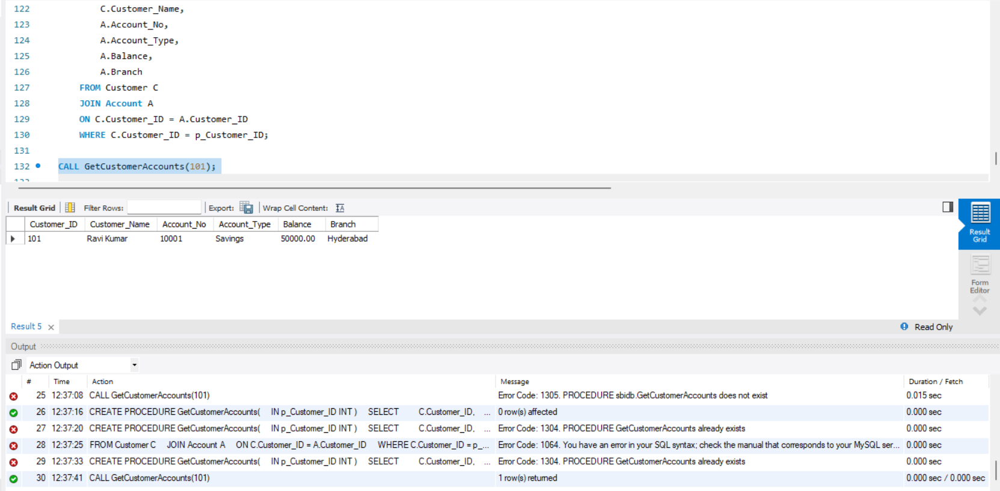 122 C.Customer_Name,
123 A.Account_No,
124 A.Account_Type,
125 A.Balance,
126 A.Branch
127 FROM Customer C
128 JOIN Account A
129 ON C.Customer_ID = A.Customer_ID
130 WHERE C.Customer_ID = p_Customer_ID;
131
132 CALL GetCustomerAccounts(101);
Result Grid Filter Rows: Export: Wrap Cell Content:
Customer_ID Customer_Name Account_No Account_Type Balance Branch
101 Ravi Kumar 10001 Savings 50000.00 Hyderabad
Result
Grid
Form
Editor
Result 5 Read Only
Output
Action Output
# Time Action Message Duration / Fetch
25 12:37:08 CALL GetCustomerAccounts(101) Error Code: 1305. PROCEDURE sbidb.GetCustomerAccounts does not exist 0.015 sec
26 12:37:16 CREATE PROCEDURE GetCustomerAccounts( IN p_Customer_ID INT ) SELECT C.Customer_ID, ... 0 row(s) affected 0.000 sec
27 12:37:20 CREATE PROCEDURE GetCustomerAccounts( IN p_Customer_ID INT ) SELECT C.Customer_ID, ... Error Code: 1304. PROCEDURE GetCustomerAccounts already exists 0.000 sec
28 12:37:25 FROM Customer C JOIN Account A ON C.Customer_ID = A.Customer_ID WHERE C.Customer_ID = p_... Error Code: 1064. You have an error in your SQL syntax; check the manual that corresponds to your MySQL ser... 0.000 sec
29 12:37:33 CREATE PROCEDURE GetCustomerAccounts( IN p_Customer_ID INT ) SELECT C.Customer_ID, ... Error Code: 1304. PROCEDURE GetCustomerAccounts already exists 0.000 sec
30 12:37:41 CALL GetCustomerAccounts(101) 1 row(s) returned 0.000 sec / 0.000 sec